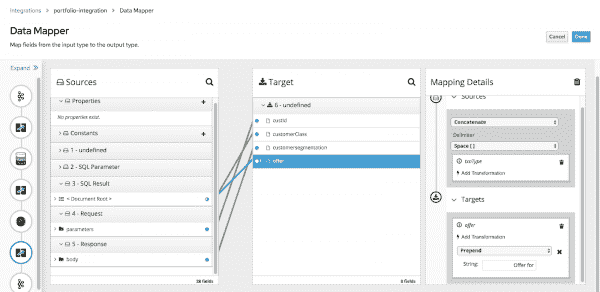 Integrations > portfolio-integration > Data Mapper
Data Mapper
Map fields from the input type to the output type.
Cancel
Done
Expand »
Sources
Properties
No properties exist.
Constants
1 - undefined
2 - SQL Parameter
3 - SQL Result
< Document Root >
4 - Request
parameters
5 - Response
body
28 fields
Target
6 - undefined
custId
customerClass
customersegmentation
offer
8 fields
Mapping Details
Sources
Concatenate
Delimiter
Space [ ]
Add Transformation
Targets
offer
Add Transformation
Prepend
String
Offer for